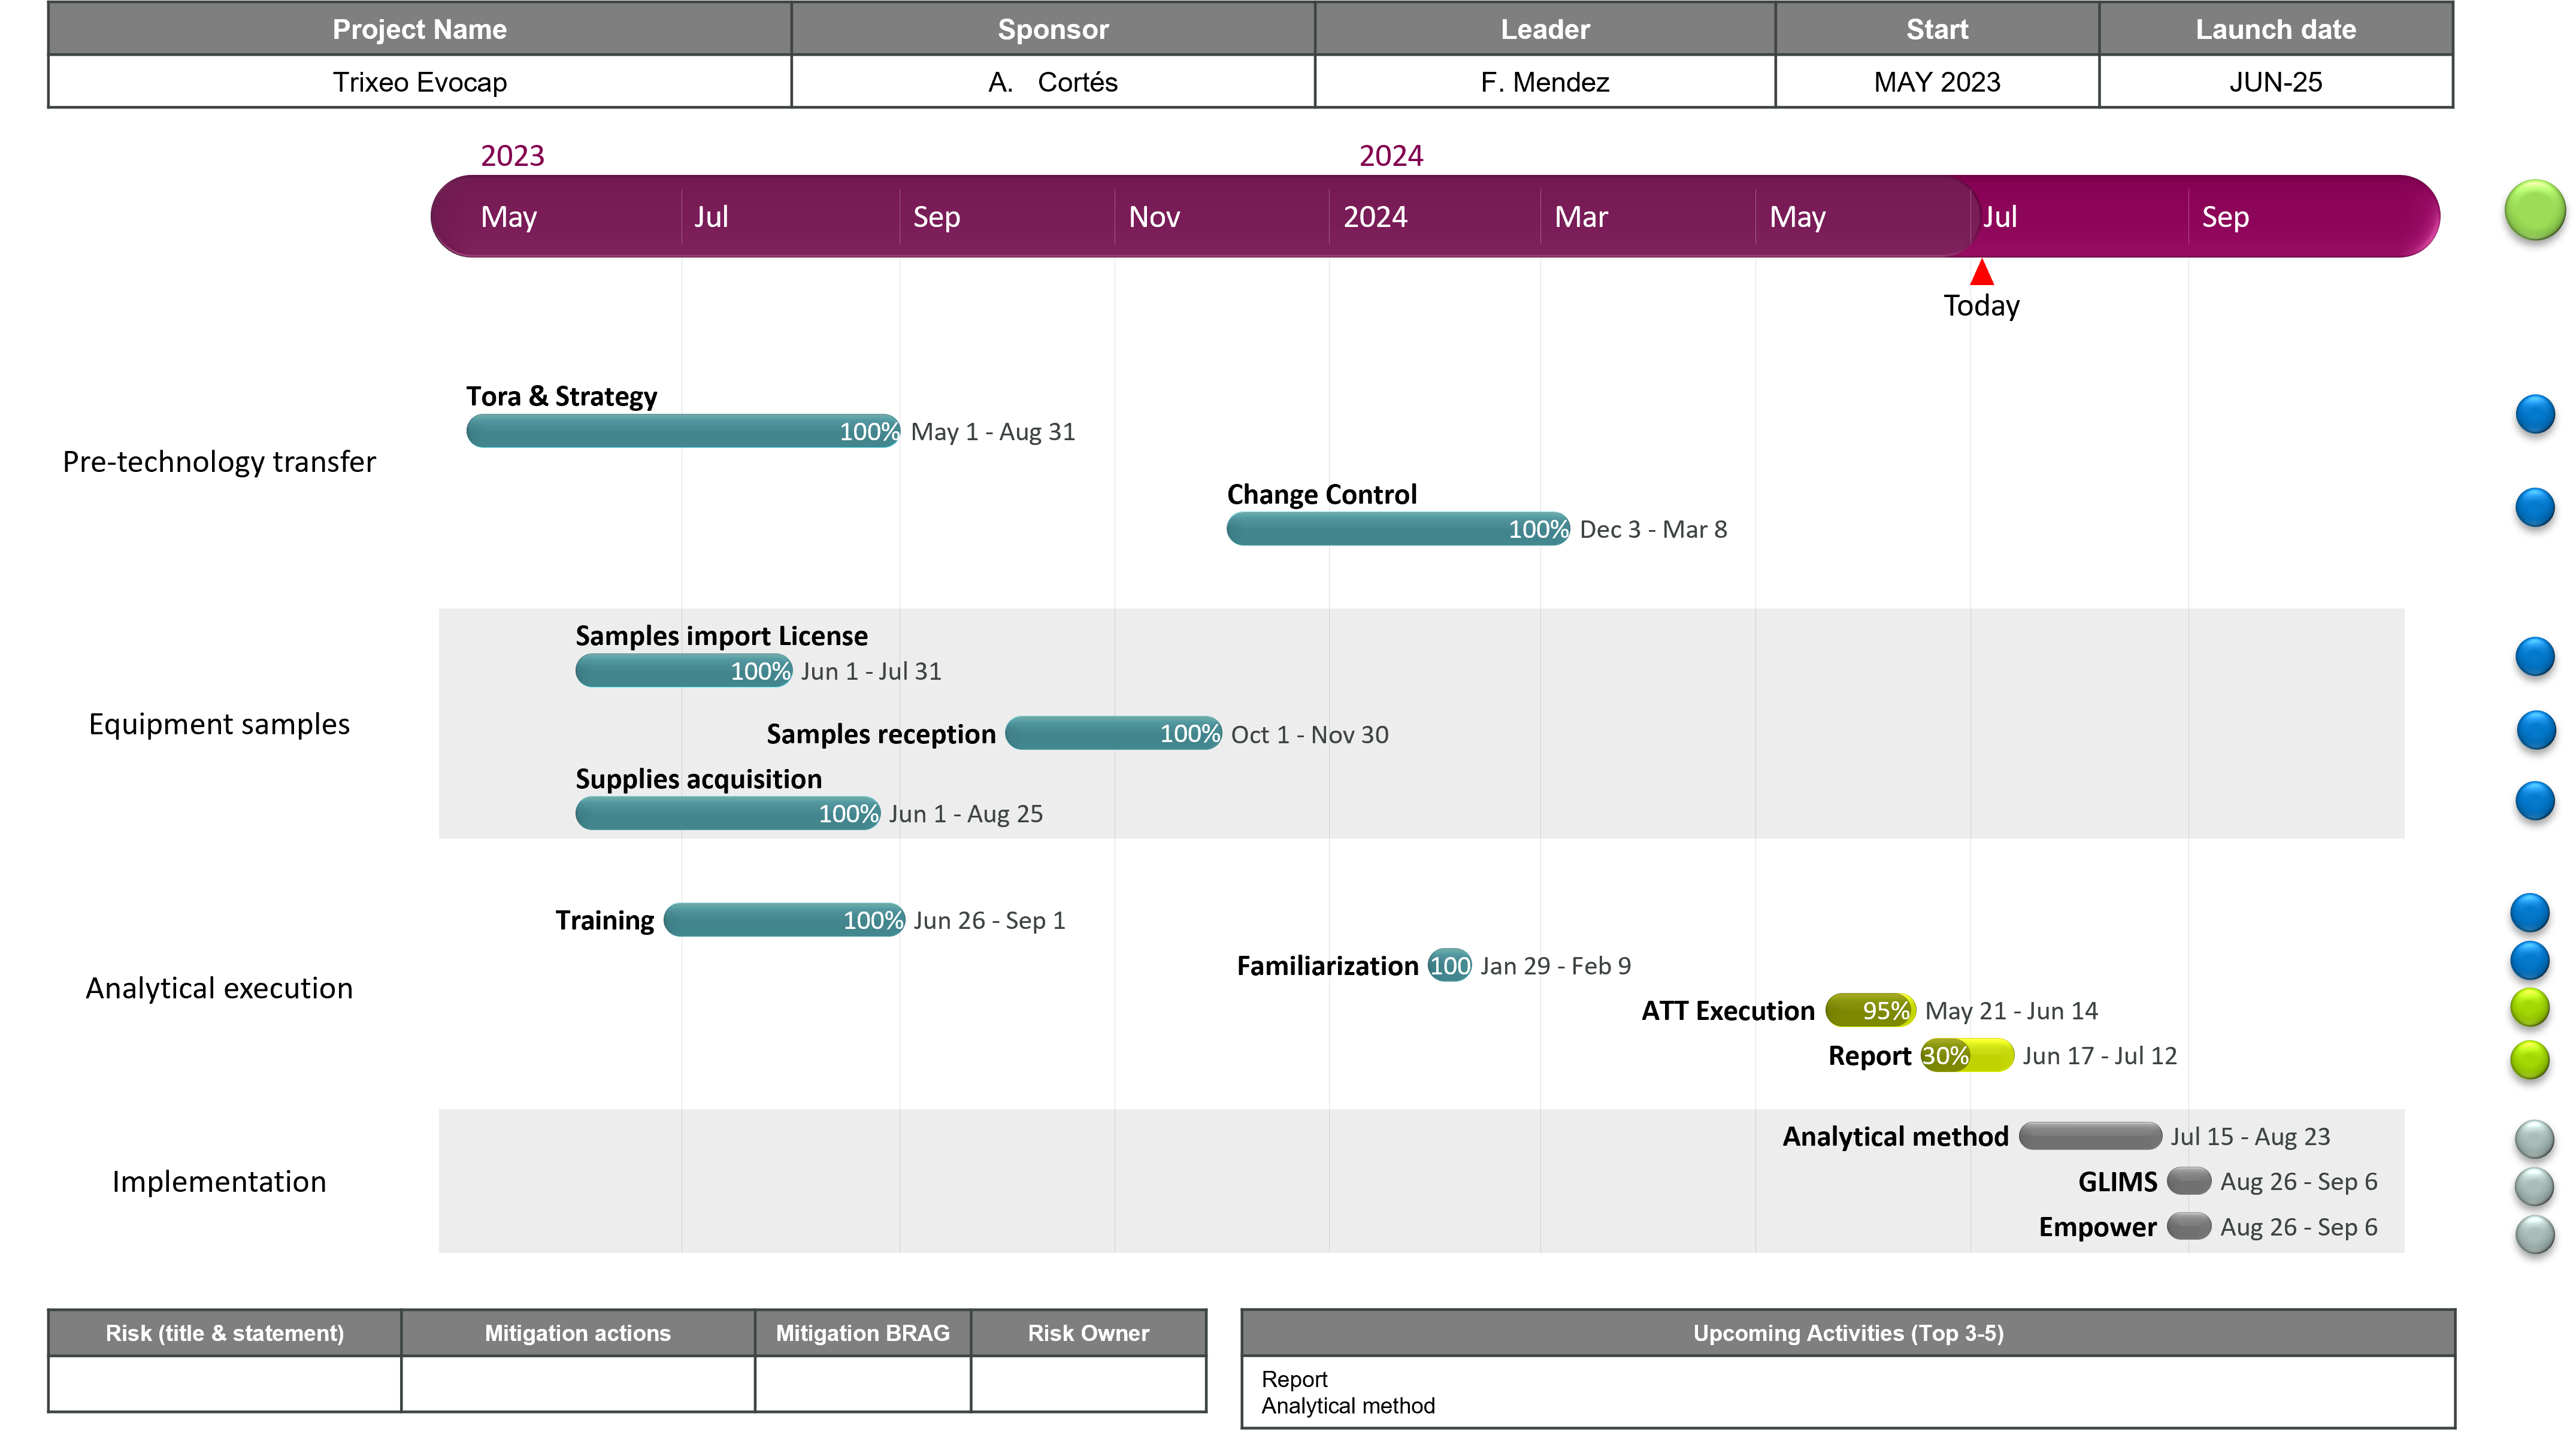 Project Name Sponsor Leader Start Launch date
Trixeo Evocap A. Cortés F. Mendez MAY 2023 JUN-25
2023 2024
May Jul Sep Nov 2024 Mar May Jul Sep
Today
Tora & Strategy
100% May 1 - Aug 31
Pre-technology transfer
Change Control
100% Dec 3 - Mar 8
Samples import License
100% Jun 1 - Jul 31
Equipment samples
Samples reception 100% Oct 1 - Nov 30
Supplies acquisition
100% Jun 1 - Aug 25
Training 100% Jun 26 - Sep 1
Familiarization 100 Jan 29 - Feb 9
Analytical execution
ATT Execution 95% May 21 - Jun 14
Report 30% Jun 17 - Jul 12
Analytical method Jul 15 - Aug 23
Implementation
GLIMS Aug 26 - Sep 6
Empower Aug 26 - Sep 6
Risk (title & statement) Mitigation actions Mitigation BRAG Risk Owner
Upcoming Activities (Top 3-5)
Report
Analytical method